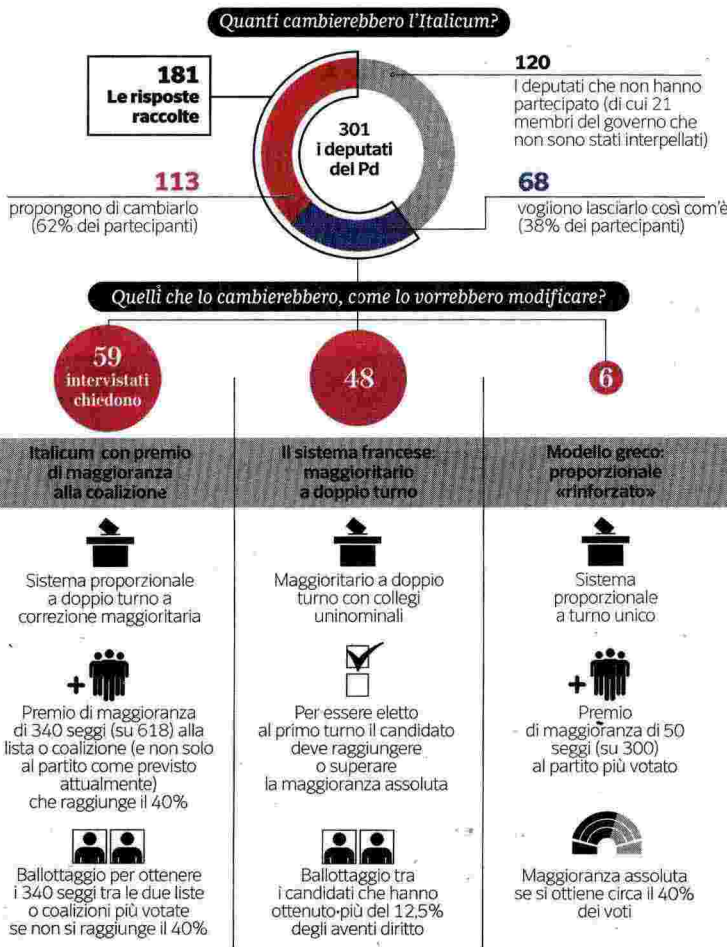 Quanti cambierebbero l'Italicum?
181
Le risposte
raccolte
120
I deputati che non hanno
partecipato (di cui 21
membri del governo che
non sono stati interpellati)
301
i deputati
del Pd
113
propongono di cambiarlo
(62% dei partecipanti)
68
vogliono lasciarlo così com'è
(38% dei partecipanti)
Quelli che lo cambierebbero, come lo vorrebbero modificare?
59
intervistati
chiedono
Italicum con premio
di maggioranza
alla coalizione
Sistema proporzionale
a doppio turno a
correzione maggioritaria
+
Premio di maggioranza
di 340 seggi (su 618) alla
lista o coalizione (e non solo
al partito come previsto
attualmente)
che raggiunge il 40%
Ballottaggio per ottenere
i 340 seggi tra le due liste
o coalizioni più votate
se non si raggiunge il 40%
48
Il sistema francese:
maggioritario
a doppio turno
Maggioritario a doppio
turno con collegi
uninominali
Per essere eletto
al primo turno il candidato
deve raggiungere
o superare
la maggioranza assoluta
Ballottaggio tra
i candidati che hanno
ottenuto più del 12,5%
degli aventi diritto
6
Modello greco:
proporzionale
«rinforzato»
Sistema
proporzionale
a turno unico
+
Premio
di maggioranza di 50
seggi (su 300)
al partito più votato
Maggioranza assoluta
se si ottiene circa il 40%
dei voti